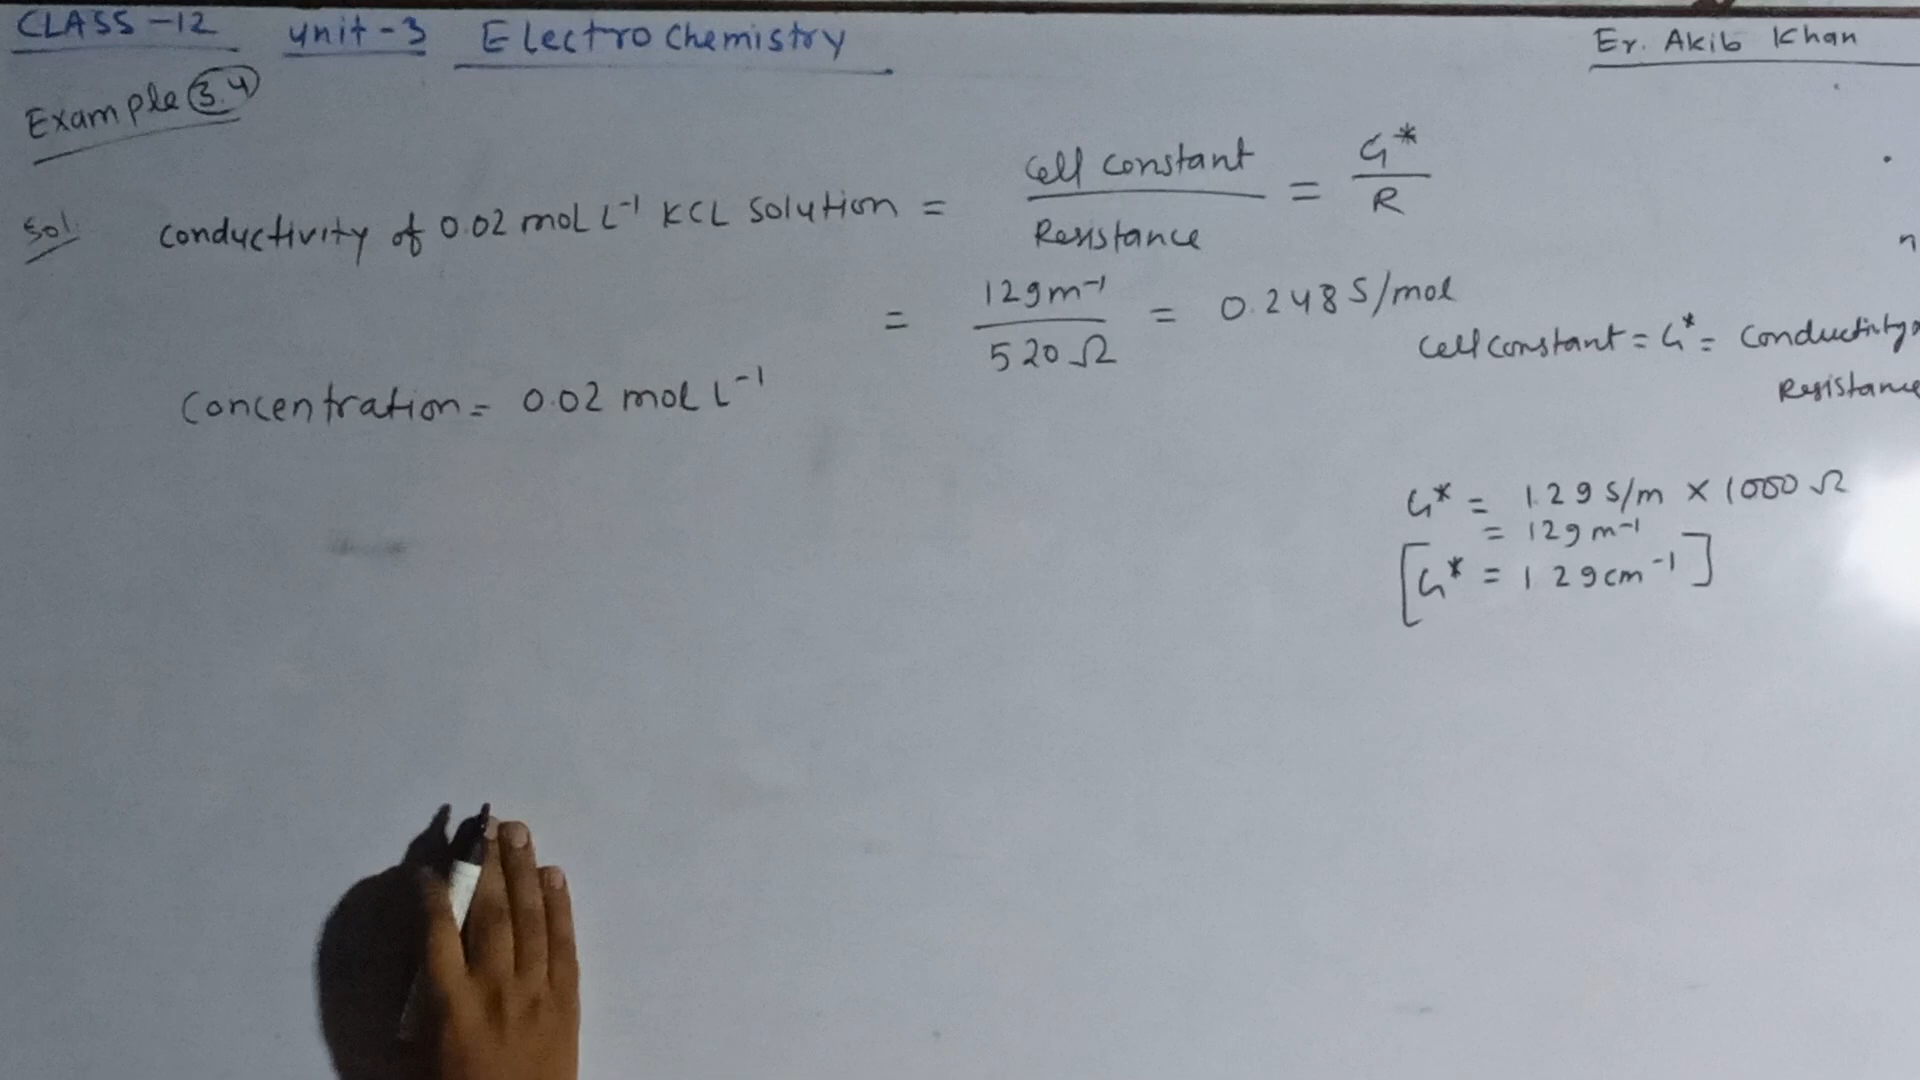 CLASS-12 unit-3 Electro Chemistry
Er. Akib Khan
Example 3.4
Sol. Conductivity of 0.02 mol L⁻¹ KCL Solution = Cell Constant / Resistance = G* / R
= 129 m⁻¹ / 520 Ω = 0.248 S/mol
Cell Constant = G* = Conductivity
Resistance
Concentration = 0.02 mol L⁻¹
G* = 1.29 S/m × 1000 Ω
= 129 m⁻¹
[G* = 1.29 cm⁻¹]